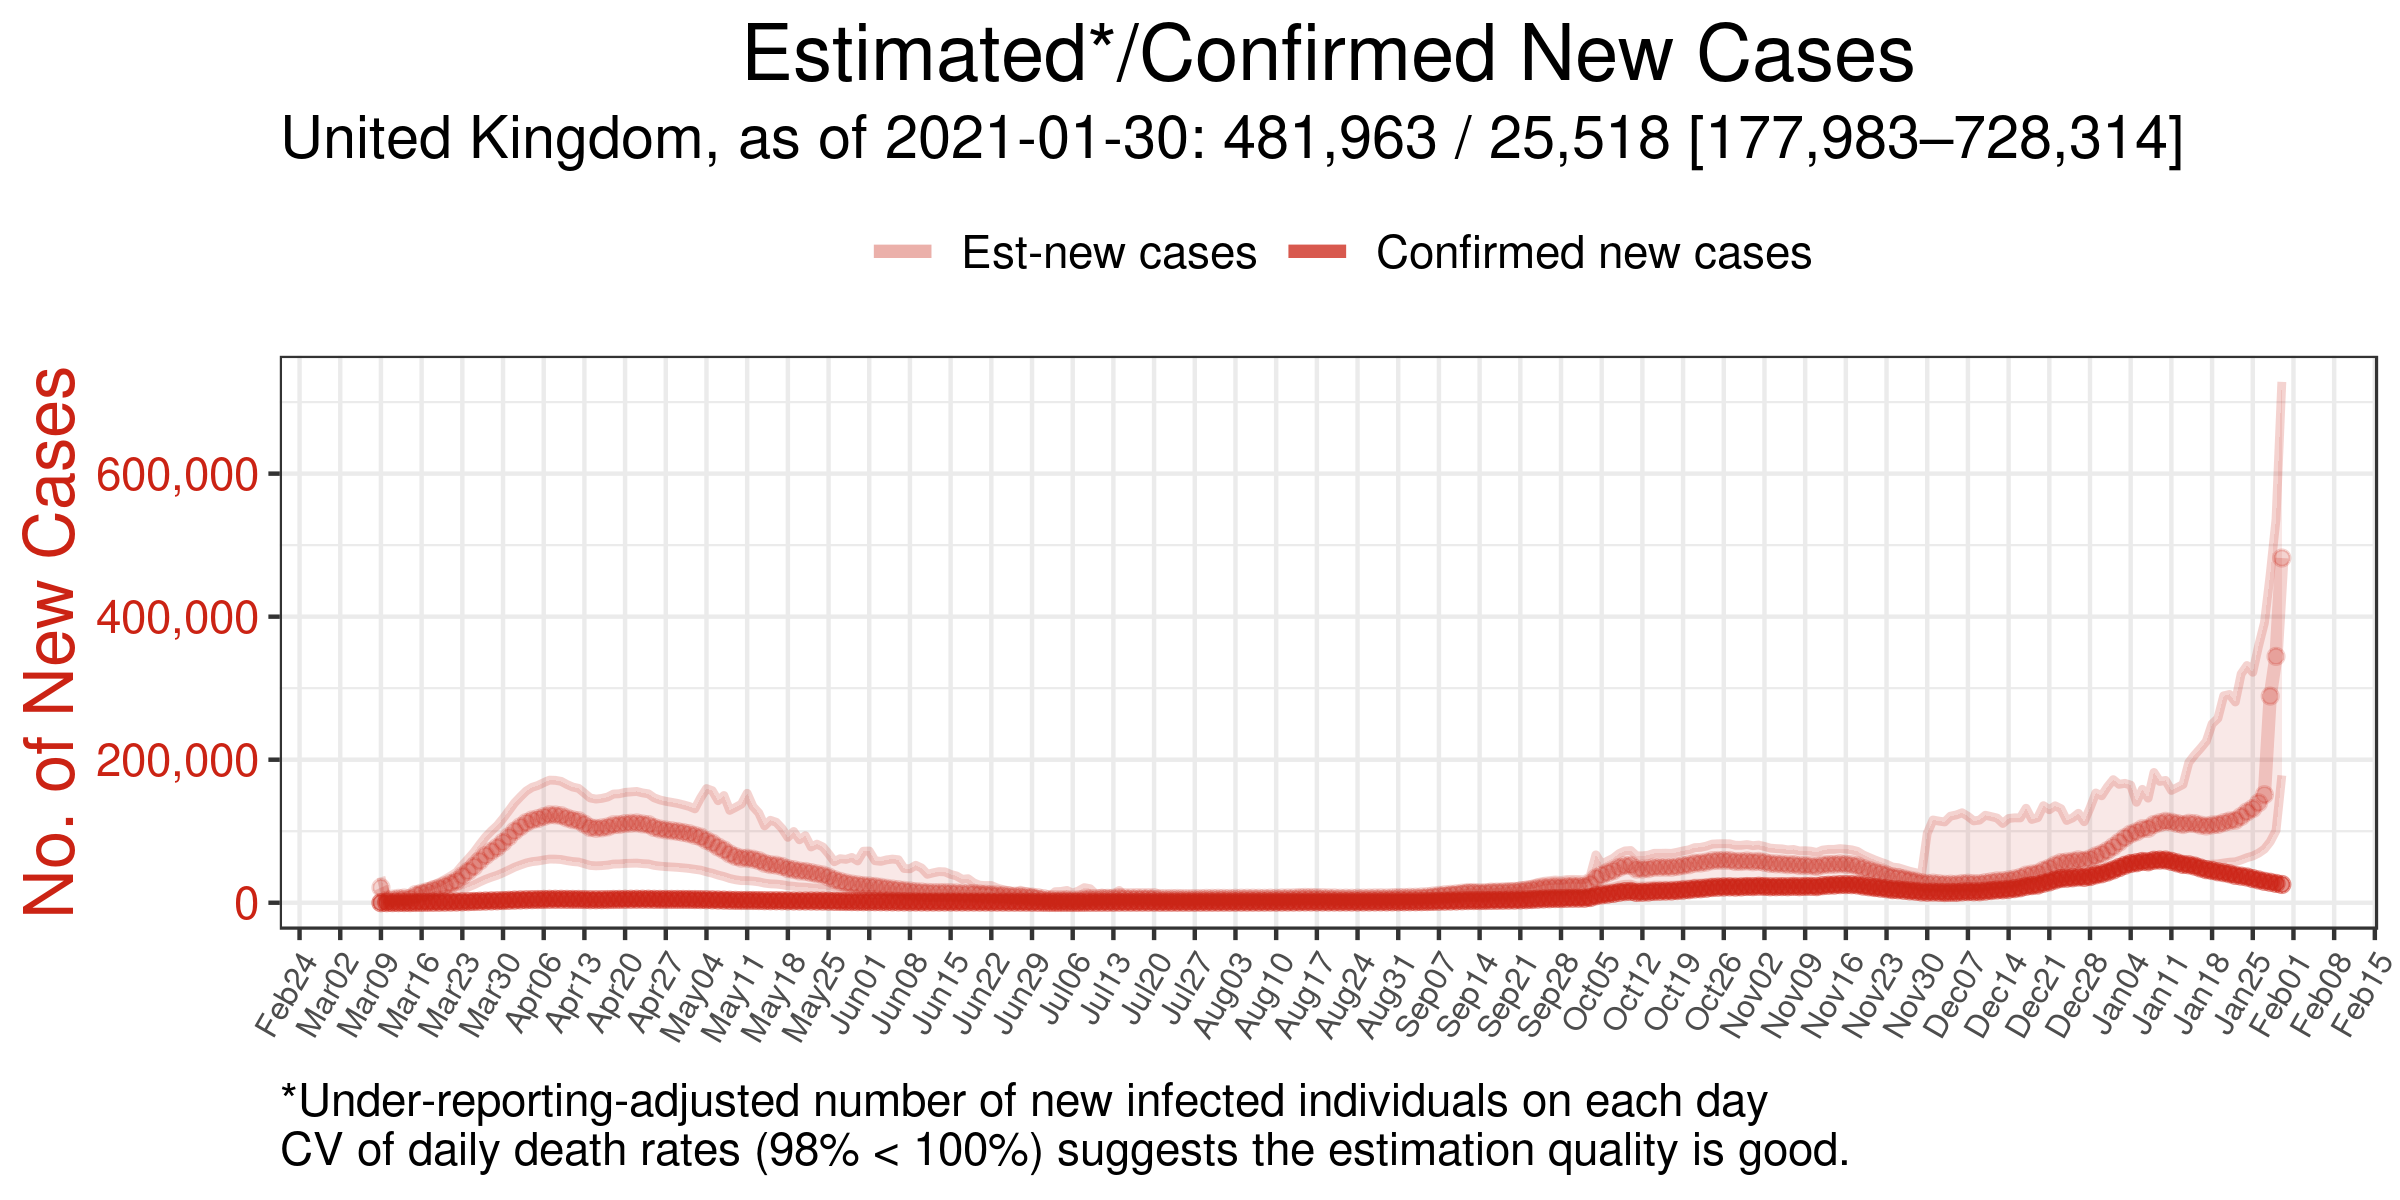 Estimated*/Confirmed New Cases
United Kingdom, as of 2021-01-30: 481,963 / 25,518 [177,983–728,314]
Est-new cases
Confirmed new cases
No. of New Cases
600,000
400,000
200,000
0
Feb24
Mar02
Mar09
Mar16
Mar23
Mar30
Apr06
Apr13
Apr20
Apr27
May04
May11
May18
May25
Jun01
Jun08
Jun15
Jun22
Jun29
Jul06
Jul13
Jul20
Jul27
Aug03
Aug10
Aug17
Aug24
Aug31
Sep07
Sep14
Sep21
Sep28
Oct05
Oct12
Oct19
Oct26
Nov02
Nov09
Nov16
Nov23
Nov30
Dec07
Dec14
Dec21
Dec28
Jan04
Jan11
Jan18
Jan25
Feb01
Feb08
Feb15
*Under-reporting-adjusted number of new infected individuals on each day
CV of daily death rates (98% < 100%) suggests the estimation quality is good.